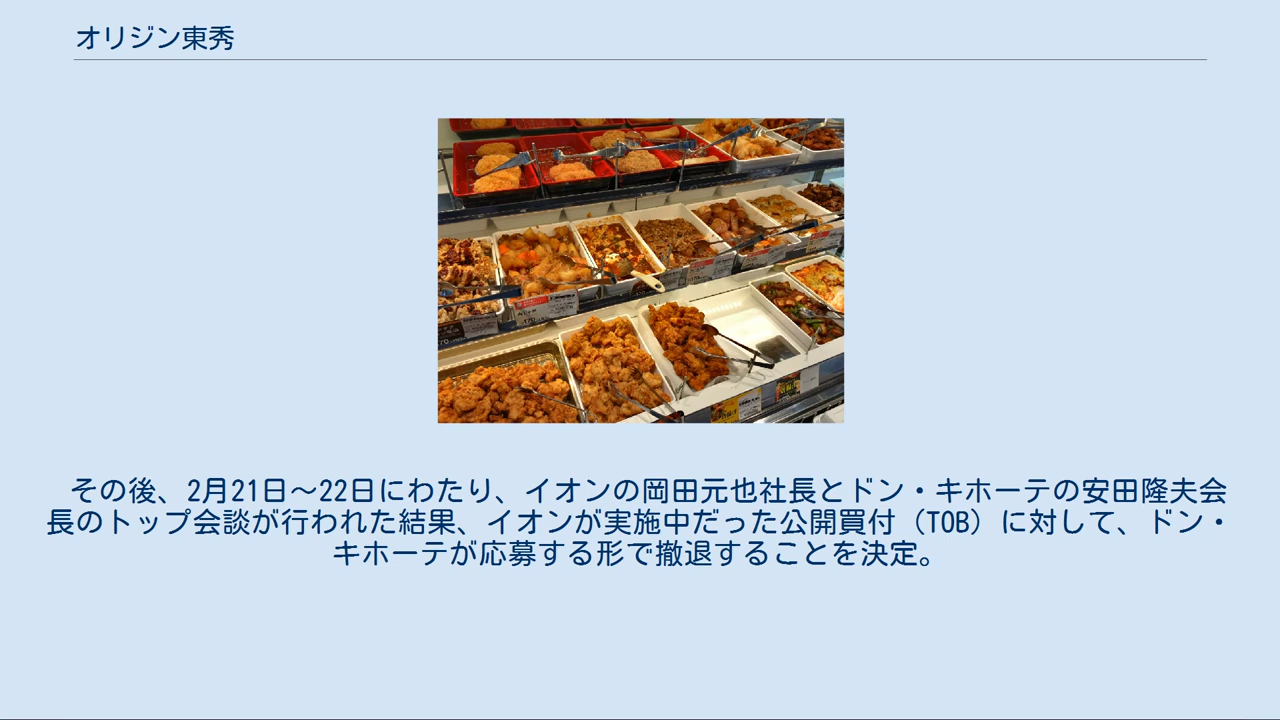 オリジン東秀
その後、2月21日～22日にわたり、イオンの岡田元也社長とドン・キホーテの安田隆夫会
長のトップ会談が行われた結果、イオンが実施中だった公開買付（TOB）に対して、ドン・
キホーテが応募する形で撤退することを決定。